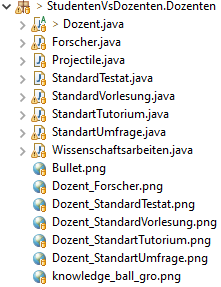 > StudentenVsDozenten.Dozenten
> Dozent.java
Forscher.java
Projectile.java
StandardTestat.java
StandardVorlesung.java
StandartTutorium.java
StandartUmfrage.java
Wissenschaftsarbeiten.java
Bullet.png
Dozent_Forscher.png
Dozent_StandardTestat.png
Dozent_StandardVorlesung.png
Dozent_StandartTutorium.png
Dozent_StandartUmfrage.png
knowledge_ball_gro.png